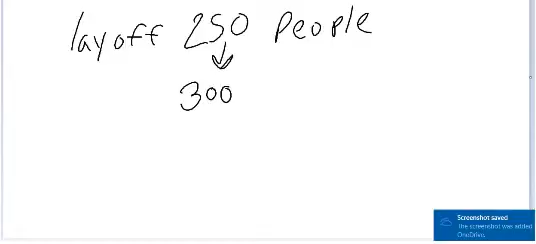 layoff 250 People
↓
300
Screenshot saved
The screenshot was added
OneDrive.